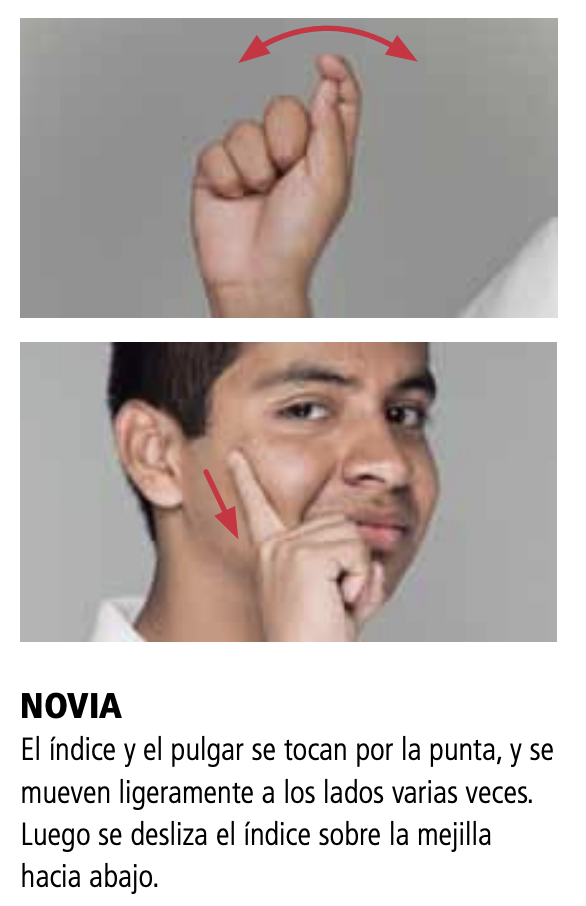 NOVIA
El índice y el pulgar se tocan por la punta, y se
mueven ligeramente a los lados varias veces.
Luego se desliza el índice sobre la mejilla
hacia abajo.